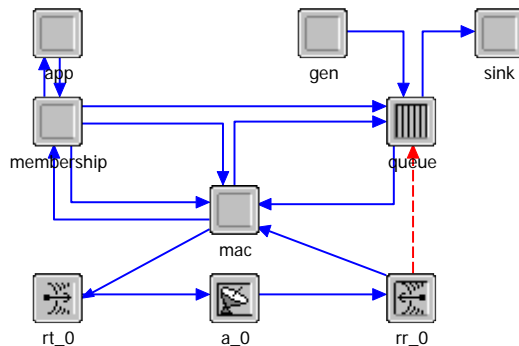 app
gen
sink
membership
queue
mac
rt_0
a_0
rr_0